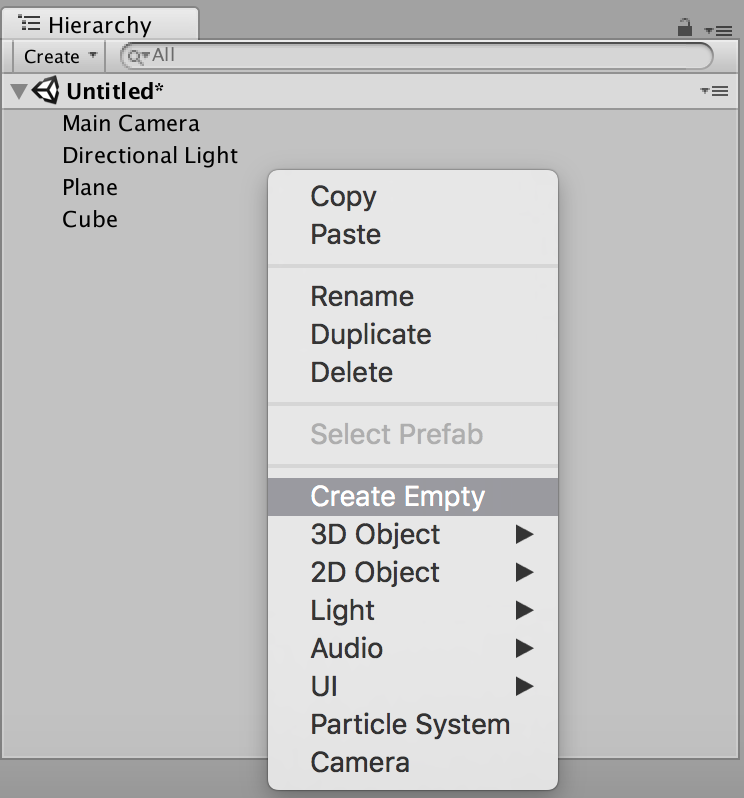 Hierarchy
Create
All
Untitled*
Main Camera
Directional Light
Plane
Cube
Copy
Paste
Rename
Duplicate
Delete
Select Prefab
Create Empty
3D Object
2D Object
Light
Audio
UI
Particle System
Camera